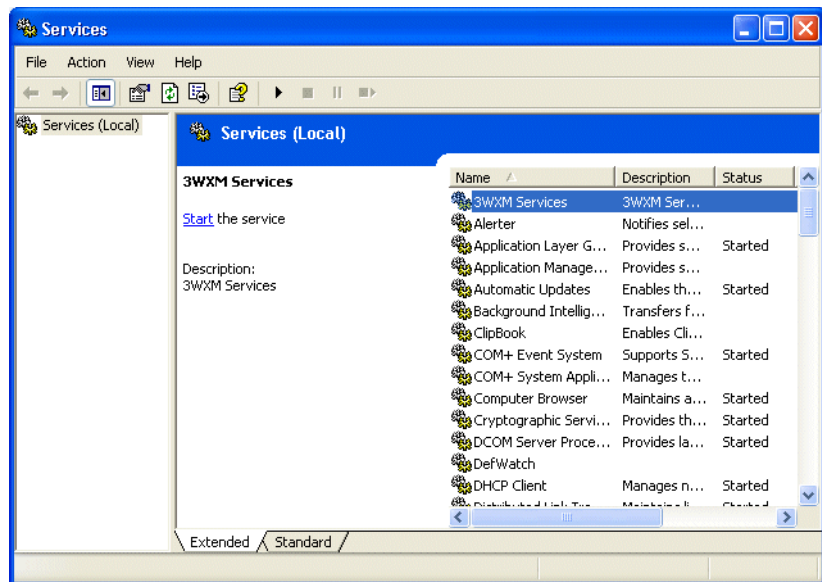 Services
File Action View Help
Services (Local)
Services (Local)
3WXM Services
Start the service
Description:
3WXM Services
Name Description Status
3WXM Services 3WXM Ser...
Alerter Notifies sel...
Application Layer G... Provides s... Started
Application Manage... Provides s...
Automatic Updates Enables th... Started
Background Intellig... Transfers f...
ClipBook Enables Cli...
COM+ Event System Supports S... Started
COM+ System Appli... Manages t...
Computer Browser Maintains a... Started
Cryptographic Servi... Provides th... Started
DCOM Server Proce... Provides la... Started
DefWatch
DHCP Client Manages n... Started
Extended Standard